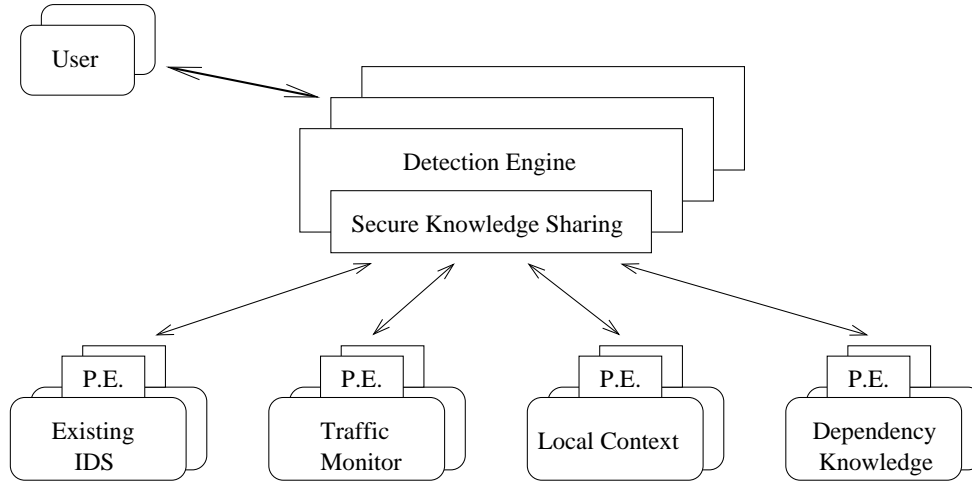 User
Detection Engine
Secure Knowledge Sharing
P.E.
P.E.
P.E.
P.E.
Existing
IDS
Traffic
Monitor
Local Context
Dependency
Knowledge